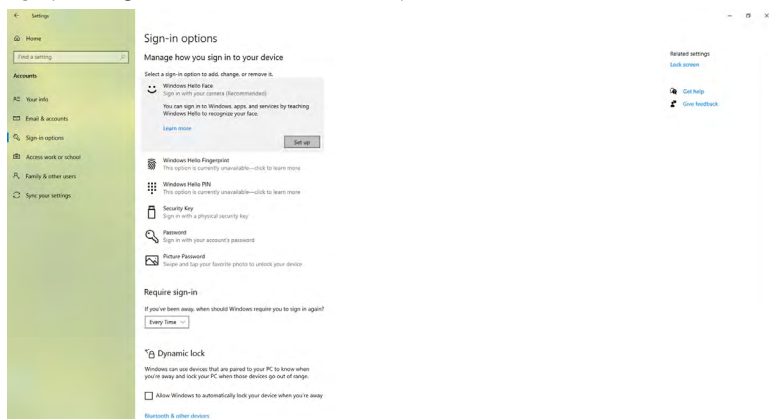 Settings
Home
Find a setting
Accounts
Your info
Email & accounts
Sign-in options
Access work or school
Family & other users
Sync your settings
Sign-in options
Manage how you sign in to your device
Select a sign-in option to add, change, or remove it.
Windows Hello Face
Sign in with your camera (Recommended)
You can sign in to Windows, apps, and services by teaching
Windows Hello to recognize your face.
Learn more
Set up
Windows Hello Fingerprint
This option is currently unavailable—click to learn more
Windows Hello PIN
This option is currently unavailable—click to learn more
Security Key
Sign in with a physical security key
Password
Sign in with your account's password
Picture Password
Swipe and tap your favorite photo to unlock your device
Require sign-in
If you've been away, when should Windows require you to sign in again?
Every Time
Dynamic lock
Windows can use devices that are paired to your PC to know when
you're away and lock your PC when those devices go out of range.
Allow Windows to automatically lock your device when you're away
Bluetooth & other devices
Related settings
Lock screen
Get help
Give feedback